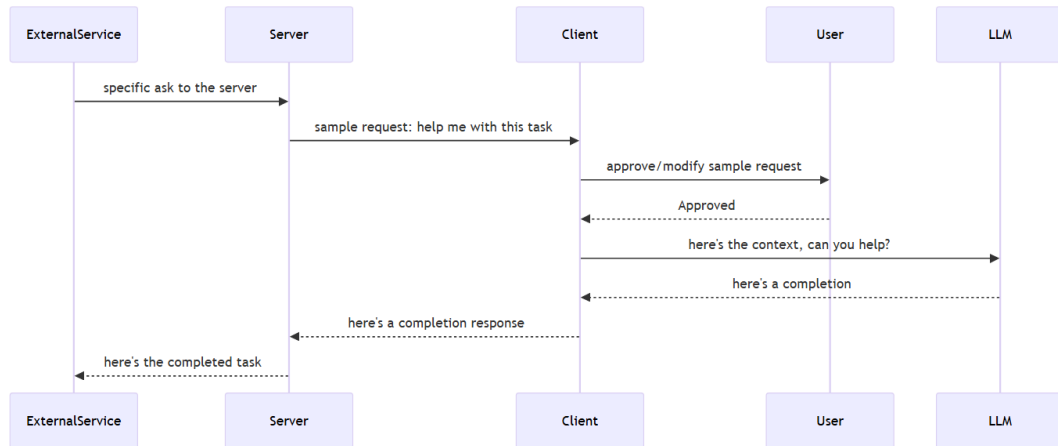 ExternalService Server Client User LLM
specific ask to the server
sample request: help me with this task
approve/modify sample request
Approved
here's the context, can you help?
here's a completion
here's a completion response
here's the completed task
ExternalService Server Client User LLM